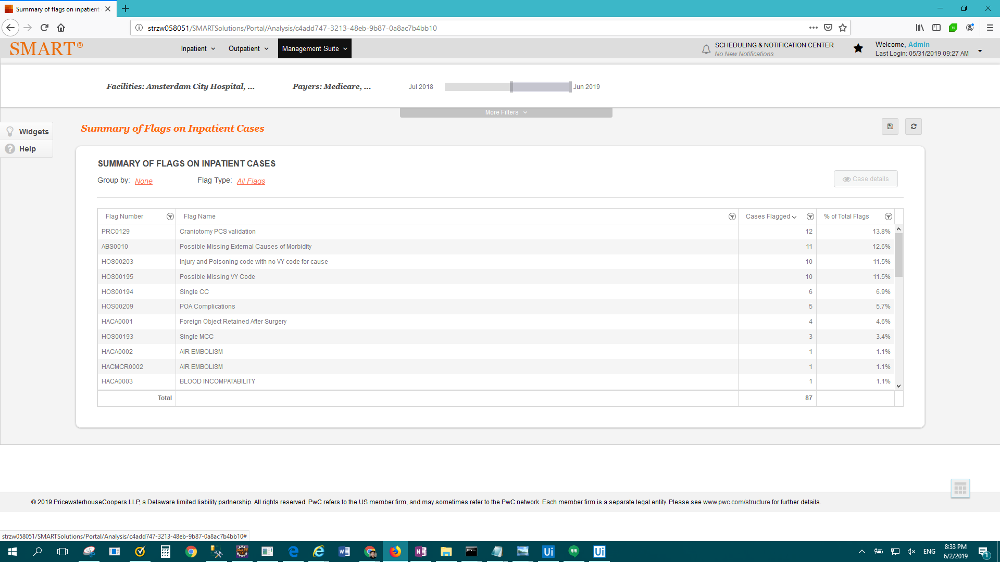 Summary of flags on inpatient
strzw058051/SMARTSolutions/Portal/Analysis/c4add747-3213-48eb-9b87-0a8ac7b4bb10
SMART®
Inpatient
Outpatient
Management Suite
SCHEDULING & NOTIFICATION CENTER
No New Notifications
Welcome, Admin
Last Login: 05/31/2019 09:27 AM
Facilities: Amsterdam City Hospital, ...
Payers: Medicare, ...
Jul 2018
Jun 2019
More Filters
Widgets
Help
Summary of Flags on Inpatient Cases
SUMMARY OF FLAGS ON INPATIENT CASES
Group by: None
Flag Type: All Flags
Case details
Flag Number Flag Name Cases Flagged % of Total Flags
PRC0129 Craniotomy PCS validation 12 13.8%
ABS0010 Possible Missing External Causes of Morbidity 11 12.6%
HOS00203 Injury and Poisoning code with no VY code for cause 10 11.5%
HOS00195 Possible Missing VY Code 10 11.5%
HOS00194 Single CC 6 6.9%
HOS00209 POA Complications 5 5.7%
HACA0001 Foreign Object Retained After Surgery 4 4.6%
HOS00193 Single MCC 3 3.4%
HACA0002 AIR EMBOLISM 1 1.1%
HACMCR0002 AIR EMBOLISM 1 1.1%
HACA0003 BLOOD INCOMPATABILITY 1 1.1%
Total 87
© 2019 PricewaterhouseCoopers LLP, a Delaware limited liability partnership. All rights reserved. PwC refers to the US member firm, and may sometimes refer to the PwC network. Each member firm is a separate legal entity. Please see www.pwc.com/structure for further details.
strzw058051/SMARTSolutions/Portal/Analysis/c4add747-3213-48eb-9b87-0a8ac7b4bb10#
ENG
8:33 PM
6/2/2019